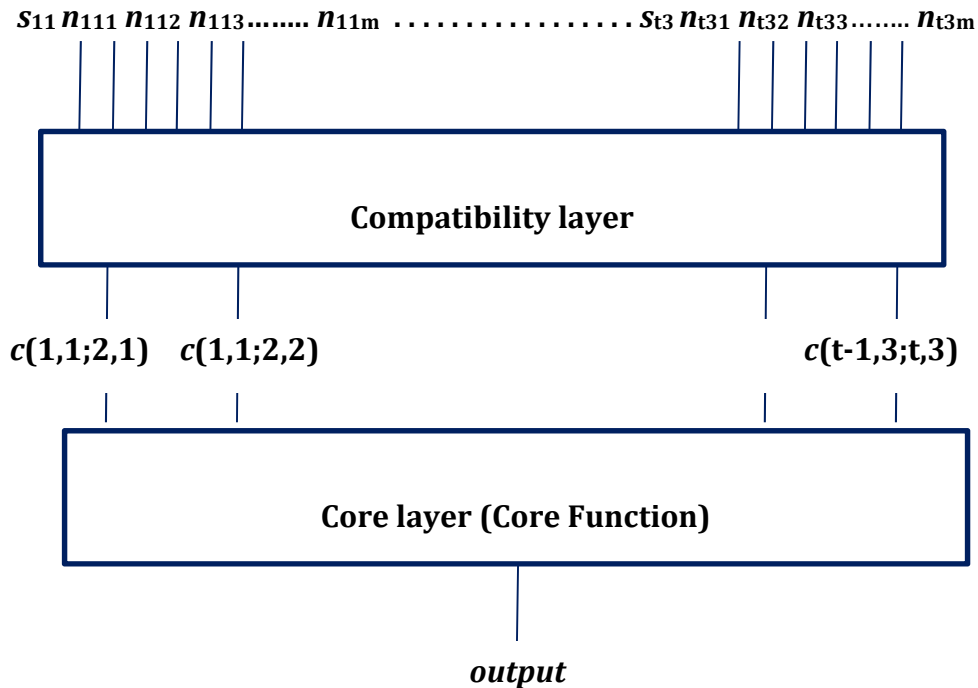 s11 n111 n112 n113......... n11m . . . . . . . . . . . . . . . . . . st3 nt31 nt32 nt33......... nt3m
Compatibility layer
c(1,1;2,1) c(1,1;2,2) c(t-1,3;t,3)
Core layer (Core Function)
output